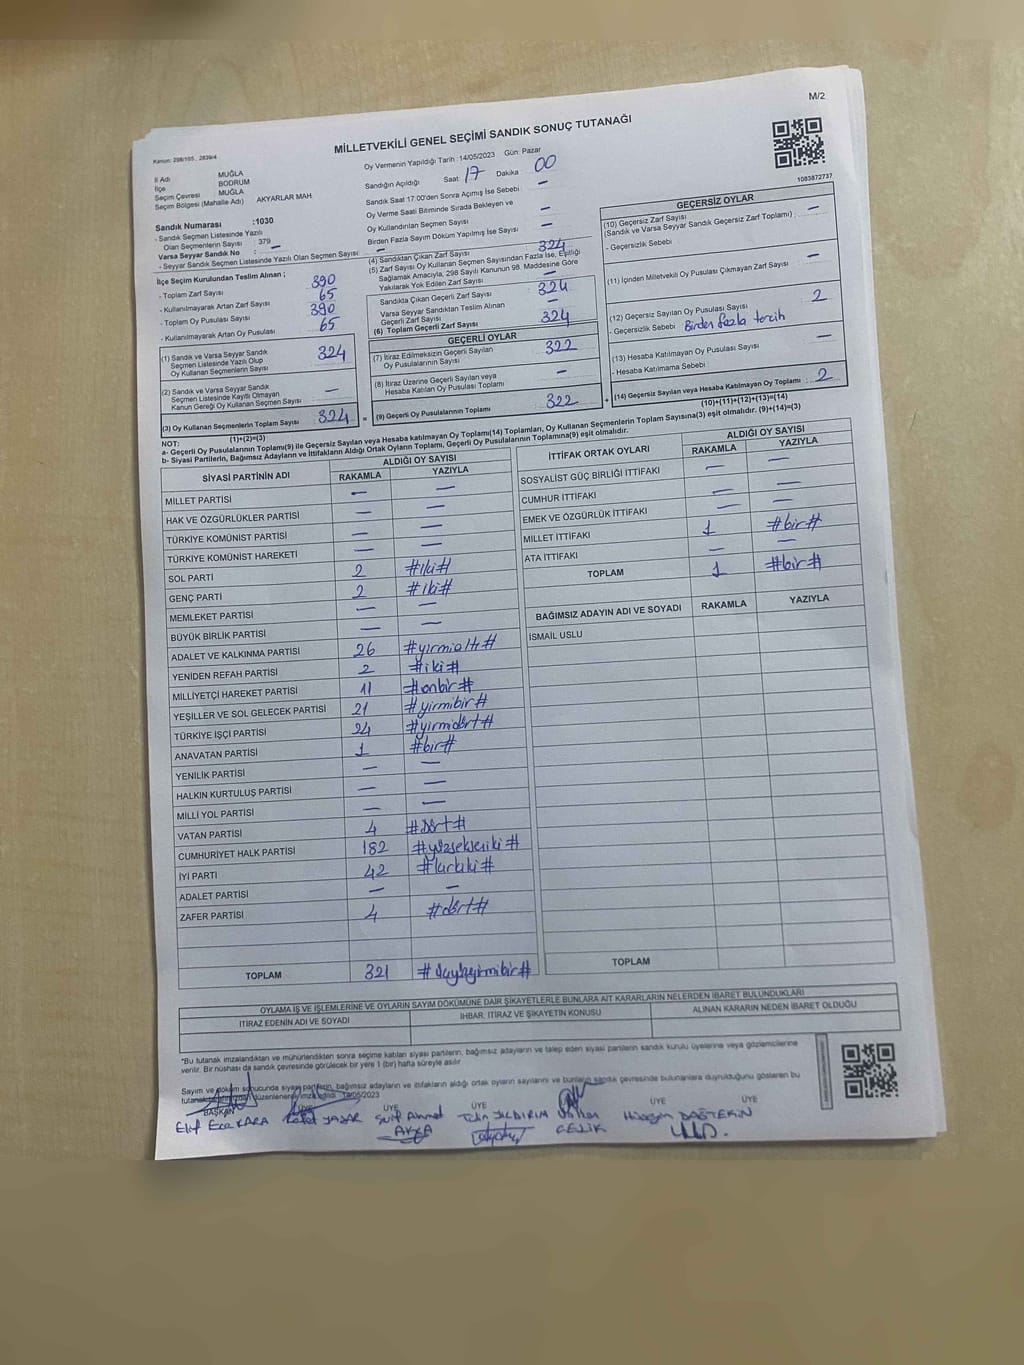 M/2
MİLLETVEKİLİ GENEL SEÇİMİ SANDIK SONUÇ TUTANAĞI
Kanun: 298/105 , 2839/4
1083872737
İl Adı MUĞLA
İlçe BODRUM
Seçim Çevresi MUĞLA
Seçim Bölgesi (Mahalle Adı) AKYARLAR MAH
Sandık Numarası :1030
- Sandık Seçmen Listesinde Yazılı
Olan Seçmenlerin Sayısı : 379
Varsa Seyyar Sandık No : —
- Seyyar Sandık Seçmen Listesinde Yazılı Olan Seçmen Sayısı : —
İlçe Seçim Kurulundan Teslim Alınan ;
- Toplam Zarf Sayısı 390
- Kullanılmayarak Artan Zarf Sayısı 65
- Toplam Oy Pusulası Sayısı 390
- Kullanılmayarak Artan Oy Pusulası 65
(1) Sandık ve Varsa Seyyar Sandık
Seçmen Listesinde Yazılı Olup
Oy Kullanan Seçmenlerin Sayısı 324
(2) Sandık ve Varsa Seyyar Sandık
Seçmen Listesinde Kayıtlı Olmayan
Kanun Gereği Oy Kullanan Seçmen Sayısı —
(3) Oy Kullanan Seçmenlerin Toplam Sayısı 324 =
(1)+(2)=(3)
Oy Vermenin Yapıldığı Tarih :14/05/2023 Gün: Pazar
Sandığın Açıldığı Saat: 17 Dakika 00
Sandık Saat 17:00'den Sonra Açmış İse Sebebi —
Oy Verme Saati Bitiminde Sırada Bekleyen ve
Oy Kullandırılan Seçmen Sayısı —
Birden Fazla Sayım Döküm Yapılmış İse Sayısı —
(4) Sandıktan Çıkan Zarf Sayısı 324
(5) Zarf Sayısı Oy Kullanan Seçmen Sayısından Fazla İse, Eşitliği
Sağlamak Amacıyla, 298 Sayılı Kanunun 98. Maddesine Göre
Yakılarak Yok Edilen Zarf Sayısı —
Sandıkta Çıkan Geçerli Zarf Sayısı 324
Varsa Seyyar Sandıktan Teslim Alınan
Geçerli Zarf Sayısı —
(6) Toplam Geçerli Zarf Sayısı 324
GEÇERLİ OYLAR
(7) İtiraz Edilmeksizin Geçerli Sayılan
Oy Pusulalarının Sayısı 322
(8) İtiraz Üzerine Geçerli Sayılan veya
Hesaba Katılan Oy Pusulası Toplamı —
(9) Geçerli Oy Pusulalarının Toplamı 322 +
GEÇERSİZ OYLAR
(10) Geçersiz Zarf Sayısı
(Sandık ve Varsa Seyyar Sandık Geçersiz Zarf Toplamı) : —
- Geçersizlik Sebebi
(11) İçinden Milletvekili Oy Pusulası Çıkmayan Zarf Sayısı —
(12) Geçersiz Sayılan Oy Pusulası Sayısı 2
- Geçersizlik Sebebi Birden fazla tercih
(13) Hesaba Katılmayan Oy Pusulası Sayısı —
- Hesaba Katılmama Sebebi :
(14) Geçersiz Sayılan veya Hesaba Katılmayan Oy Toplamı 2
(10)+(11)+(12)+(13)=(14)
NOT:
a- Geçerli Oy Pusulalarının Toplamı(9) ile Geçersiz Sayılan veya Hesaba katılmayan Oy Toplamı(14) Toplamları, Oy Kullanan Seçmenlerin Toplam Sayısına(3) eşit olmalıdır. (9)+(14)=(3)
b- Siyasi Partilerin, Bağımsız Adayların ve İttifakların Aldığı Ortak Oyların Toplamı, Geçerli Oy Pusulalarının Toplamına(9) eşit olmalıdır.
SİYASİ PARTİNİN ADI ALDIĞI OY SAYISI
RAKAMLA YAZIYLA
MİLLET PARTİSİ — —
HAK VE ÖZGÜRLÜKLER PARTİSİ — —
TÜRKİYE KOMÜNİST PARTİSİ — —
TÜRKİYE KOMÜNİST HAREKETİ — —
SOL PARTİ 2 #iki#
GENÇ PARTİ 2 #iki#
MEMLEKET PARTİSİ — —
BÜYÜK BİRLİK PARTİSİ — —
ADALET VE KALKINMA PARTİSİ 26 #yirmialtı#
YENİDEN REFAH PARTİSİ 2 #iki#
MİLLİYETÇİ HAREKET PARTİSİ 11 #onbir#
YEŞİLLER VE SOL GELECEK PARTİSİ 21 #yirmibir#
TÜRKİYE İŞÇİ PARTİSİ 24 #yirmidört#
ANAVATAN PARTİSİ 1 #bir#
YENİLİK PARTİSİ — —
HALKIN KURTULUŞ PARTİSİ — —
MİLLİ YOL PARTİSİ — —
VATAN PARTİSİ 4 #dört#
CUMHURİYET HALK PARTİSİ 182 #yüzsekseniki#
İYİ PARTİ 42 #kırkiki#
ADALET PARTİSİ — —
ZAFER PARTİSİ 4 #dört#
TOPLAM 321 #üçyüzyirmibir#
İTTİFAK ORTAK OYLARI ALDIĞI OY SAYISI
RAKAMLA YAZIYLA
SOSYALİST GÜÇ BİRLİĞİ İTTİFAKI — —
CUMHUR İTTİFAKI — —
EMEK VE ÖZGÜRLÜK İTTİFAKI — —
MİLLET İTTİFAKI 1 #bir#
ATA İTTİFAKI — —
TOPLAM 1 #bir#
BAĞIMSIZ ADAYIN ADI VE SOYADI RAKAMLA YAZIYLA
İSMAİL USLU
TOPLAM
OYLAMA İŞ VE İŞLEMLERİNE VE OYLARIN SAYIM DÖKÜMÜNE DAİR ŞİKAYETLERLE BUNLARA AİT KARARLARIN NELERDEN İBARET BULUNDUKLARI
İTİRAZ EDENİN ADI VE SOYADI İHBAR, İTİRAZ VE ŞİKAYETİN KONUSU ALINAN KARARIN NEDEN İBARET OLDUĞU
*Bu tutanak imzalandıktan ve mühürlendikten sonra seçime katılan siyasi partilerin, bağımsız adayların ve talep eden siyasi partilerin sandık kurulu üyelerine veya gözlemcilerine
verilir. Bir nüshası da sandık çevresinde görülecek bir yere 1 (bir) hafta süreyle asılır
Sayım ve döküm sonucunda siyasi partilerin, bağımsız adayların ve ittifakların aldığı ortak oyların sayılarını ve bunların sandık çevresinde bulunanlara duyurulduğunu gösteren bu
düzenlenerek 14/05/2023
BAŞKAN ÜYE ÜYE ÜYE ÜYE ÜYE
Elif Ece KARA YAŞAR Ahmet AKÇA YILDIRIM ÇELİK Hüseyin DAŞTEKİN